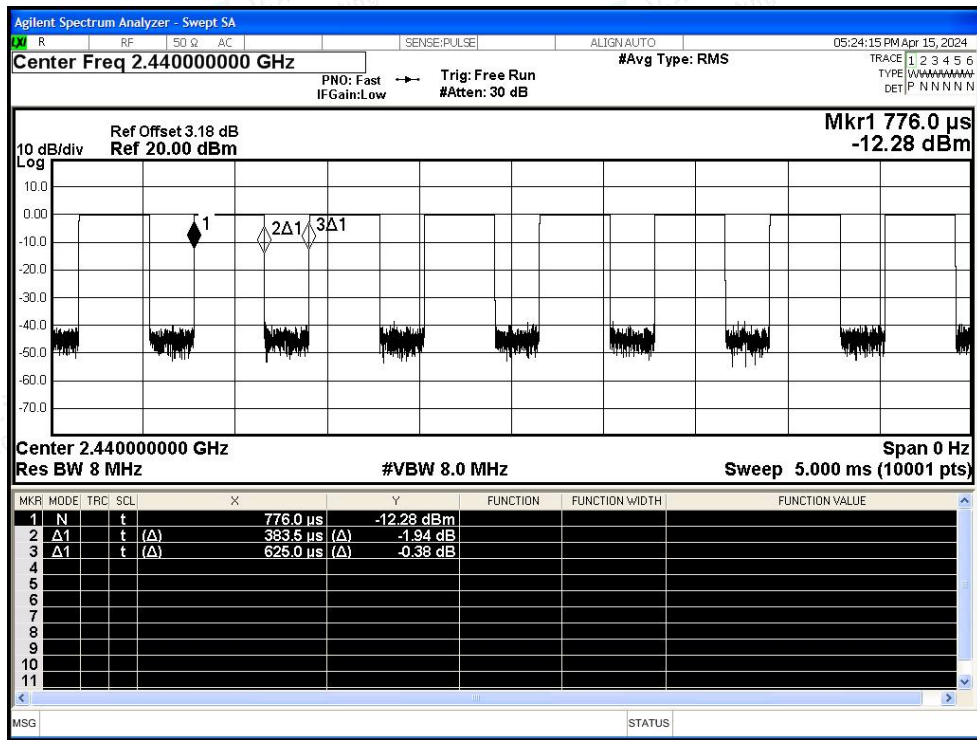 Agilent Spectrum Analyzer - Swept SA
LXI R RF 50 Ω AC SENSE:PULSE ALIGN AUTO 05:24:15 PM Apr 15, 2024
Center Freq 2.440000000 GHz
PNO: Fast
IFGain:Low
Trig: Free Run
#Atten: 30 dB
#Avg Type: RMS
TRACE 1 2 3 4 5 6
TYPE
DET P N N N N N
Mkr1 776.0 µs
-12.28 dBm
Ref Offset 3.18 dB
10 dB/div Ref 20.00 dBm
Log
10.0
0.00
-10.0
-20.0
-30.0
-40.0
-50.0
-60.0
-70.0
1
2Δ1
3Δ1
Center 2.440000000 GHz Span 0 Hz
Res BW 8 MHz #VBW 8.0 MHz Sweep 5.000 ms (10001 pts)
MKR MODE TRC SCL X Y FUNCTION FUNCTION WIDTH FUNCTION VALUE
1 N t 776.0 µs -12.28 dBm
2 Δ1 t (Δ) 383.5 µs (Δ) -1.94 dB
3 Δ1 t (Δ) 625.0 µs (Δ) -0.38 dB
4
5
6
7
8
9
10
11
MSG STATUS